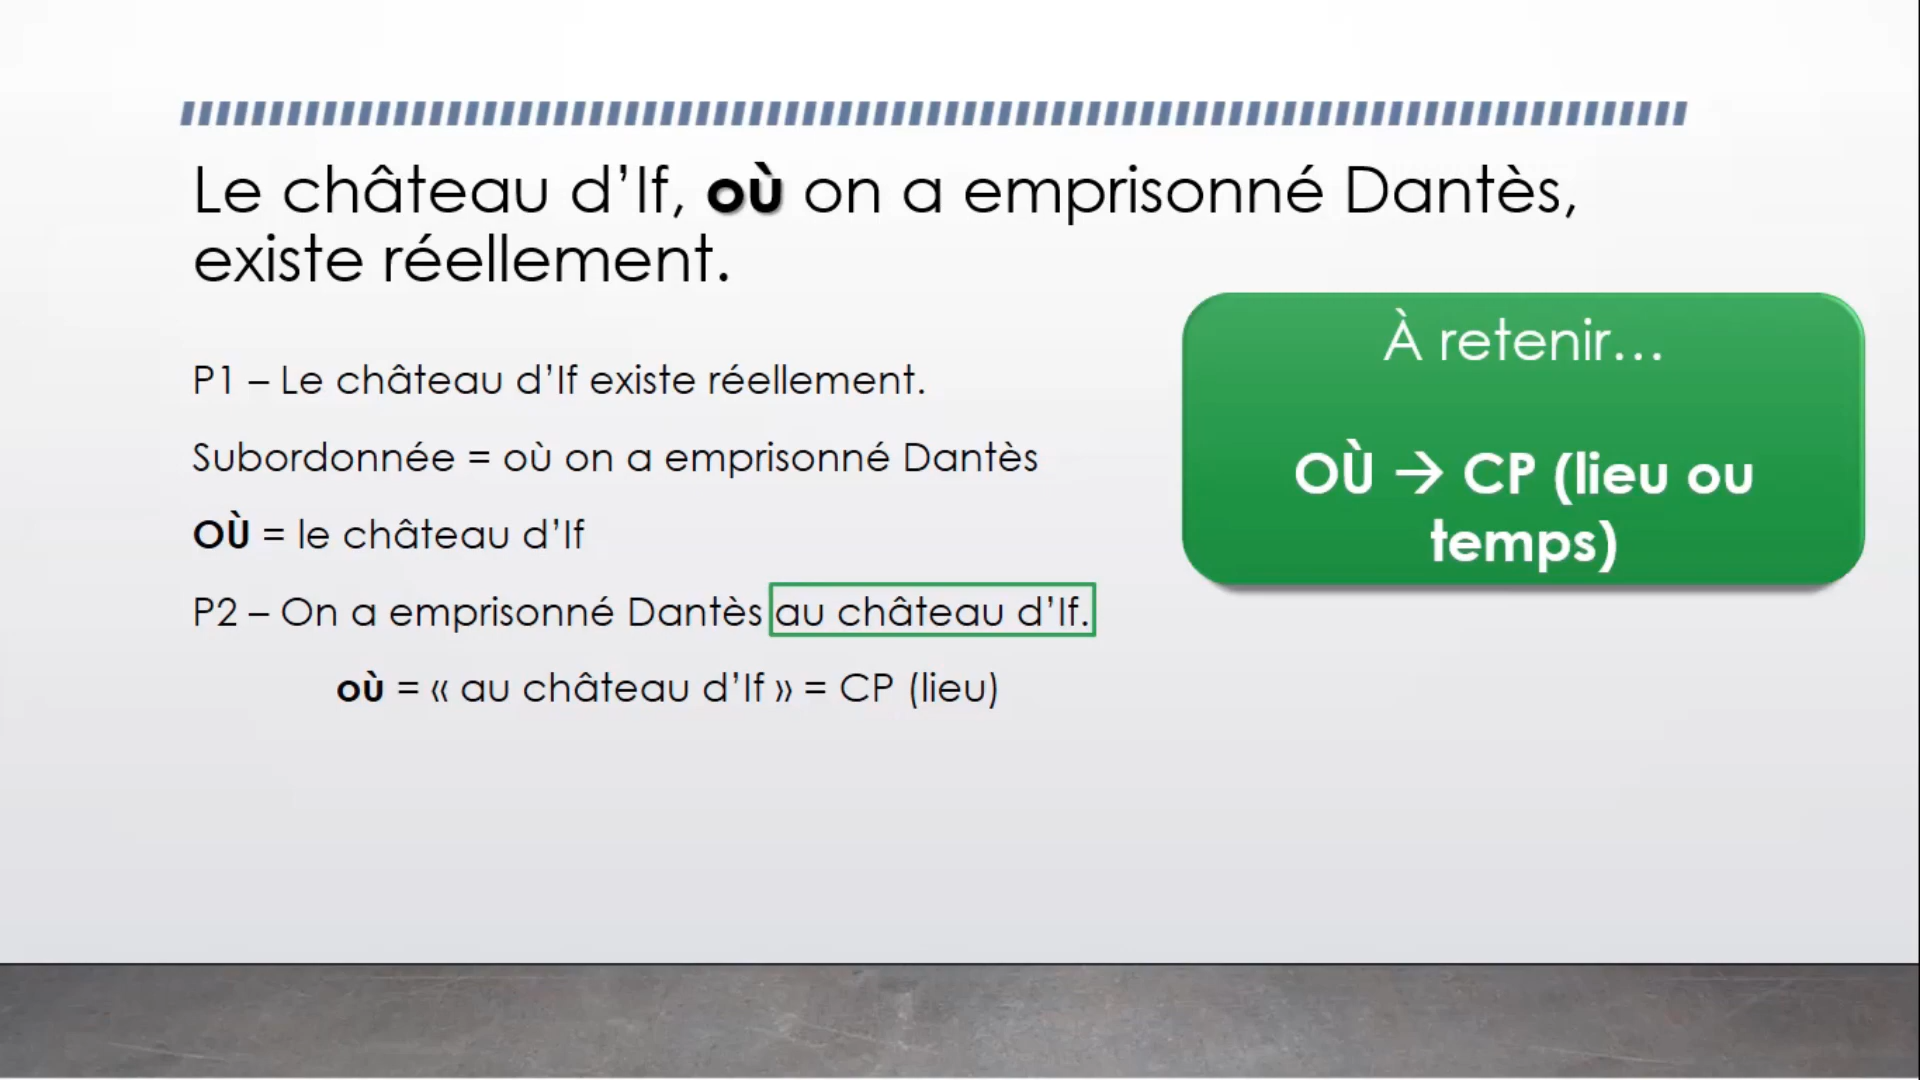 Le château d’If, où on a emprisonné Dantès,
existe réellement.
À retenir…
OÙ → CP (lieu ou
temps)
P1 – Le château d’If existe réellement.
Subordonnée = où on a emprisonné Dantès
OÙ = le château d’If
P2 – On a emprisonné Dantès au château d’If.
où = « au château d’If » = CP (lieu)